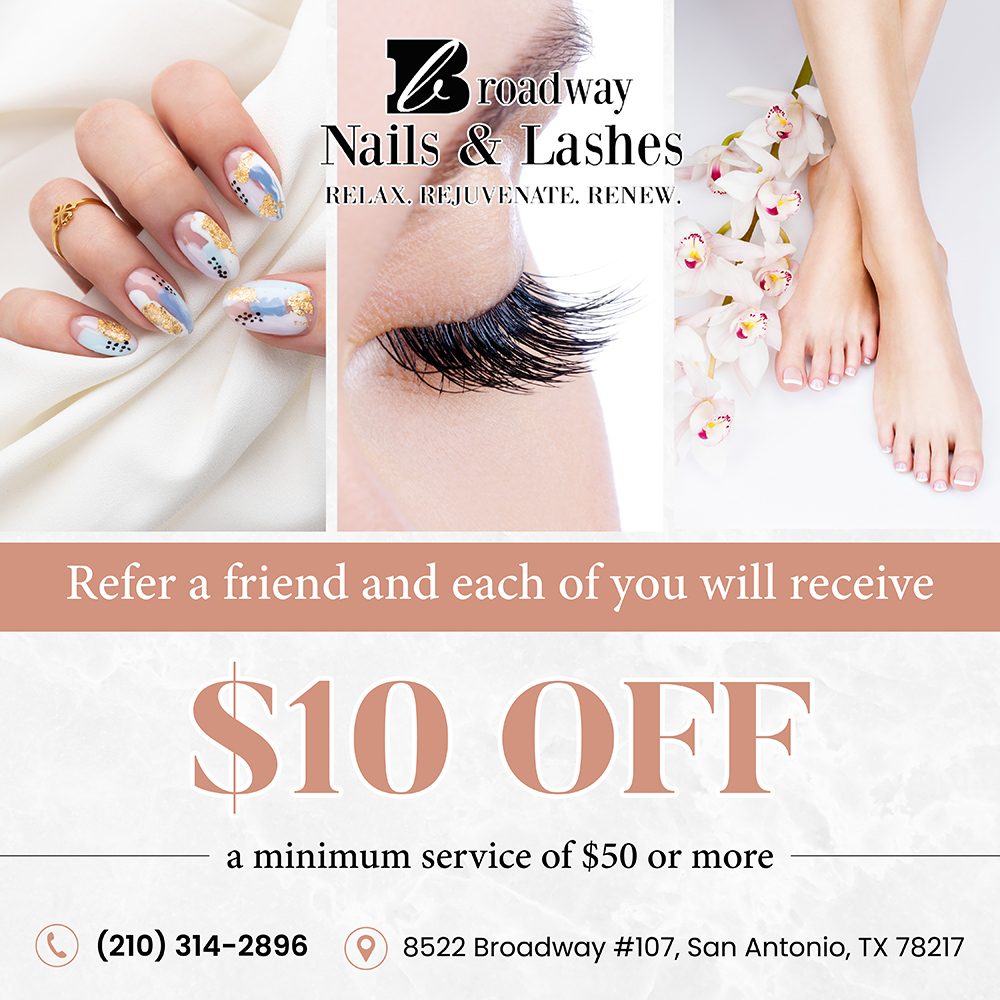 Broadway
Nails & Lashes
RELAX. REJUVENATE. RENEW.
Refer a friend and each of you will receive
$10 OFF
a minimum service of $50 or more
(210) 314-2896
8522 Broadway #107, San Antonio, TX 78217